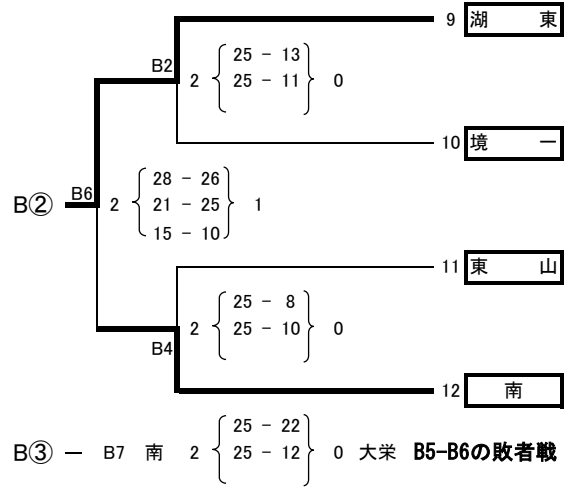 9 湖 東
B2 2 25 - 13 0
25 - 11
10 境 一
B② B6 2 28 - 26 1
21 - 25
15 - 10
11 東 山
B4 2 25 - 8 0
25 - 10
12 南
B③ ー B7 南 2 25 - 22 0 大栄 B5-B6の敗者戦
25 - 12